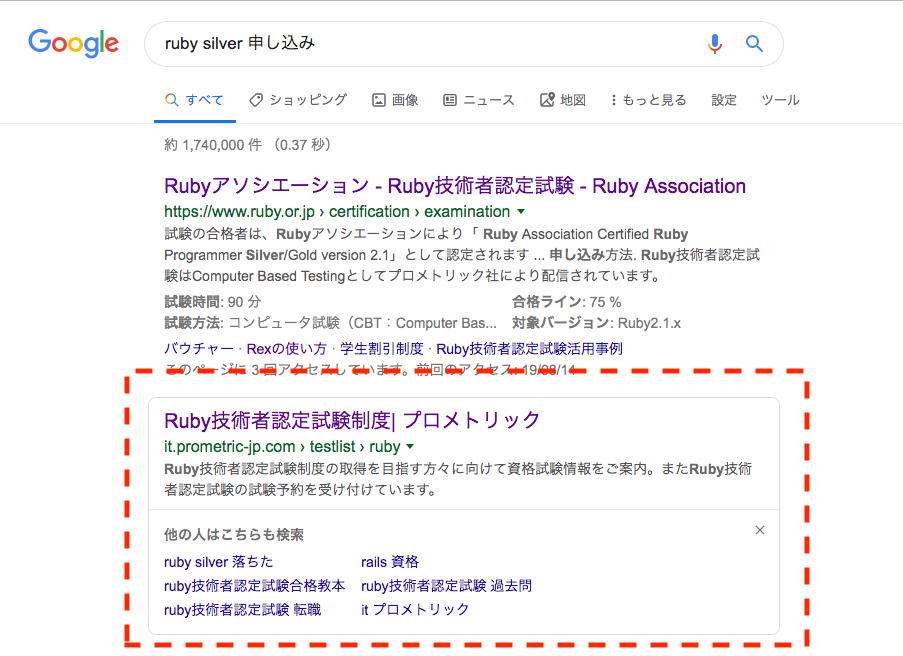 Google
ruby silver 申し込み
すべて ショッピング 画像 ニュース 地図 もっと見る 設定 ツール
約 1,740,000 件 （0.37 秒）
Rubyアソシエーション - Ruby技術者認定試験 - Ruby Association
https://www.ruby.or.jp › certification › examination
試験の合格者は、Rubyアソシエーションにより「 Ruby Association Certified Ruby
Programmer Silver/Gold version 2.1」として認定されます ... 申し込み方法. Ruby技術者認定試
験はComputer Based Testingとしてプロメトリック社により配信されています。
試験時間: 90 分 合格ライン: 75 %
試験方法: コンピュータ試験（CBT：Computer Bas... 対象バージョン: Ruby2.1.x
バウチャー · Rexの使い方 · 学生割引制度 · Ruby技術者認定試験活用事例
このページに 3 回アクセスしています。前回のアクセス: 19/08/11
Ruby技術者認定試験制度| プロメトリック
it.prometric-jp.com › testlist › ruby
Ruby技術者認定試験制度の取得を目指す方々に向けて資格試験情報をご案内。またRuby技術
者認定試験の試験予約を受け付けています。
他の人はこちらも検索
ruby silver 落ちた rails 資格
ruby技術者認定試験合格教本 ruby技術者認定試験 過去問
ruby技術者認定試験 転職 it プロメトリック